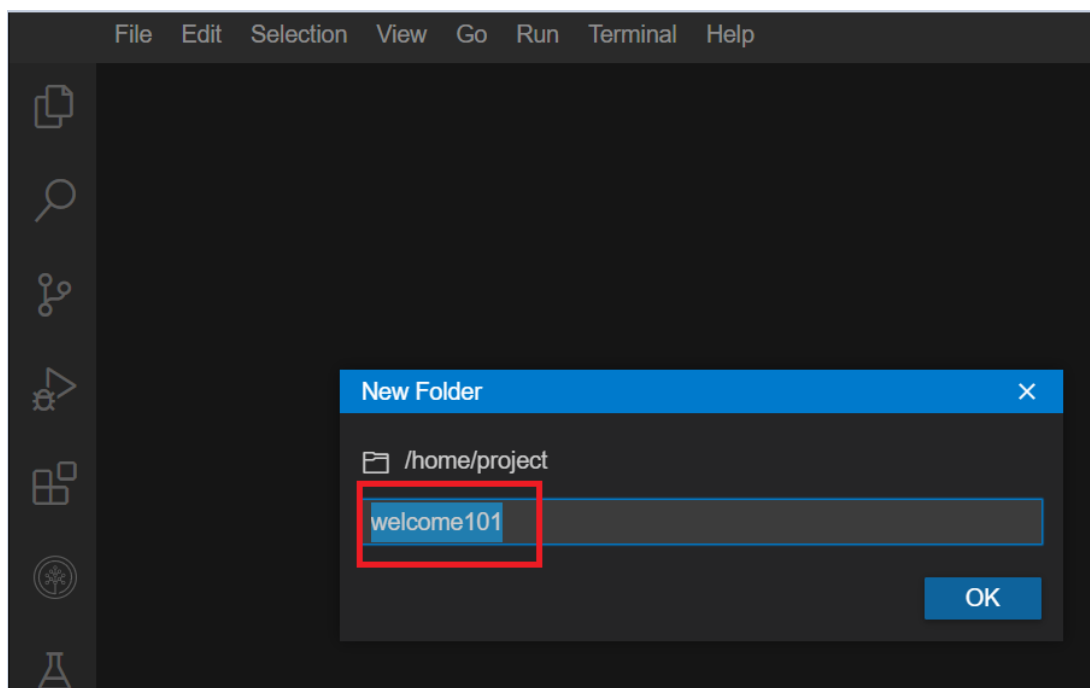 File Edit Selection View Go Run Terminal Help
New Folder
/home/project
welcome101
OK